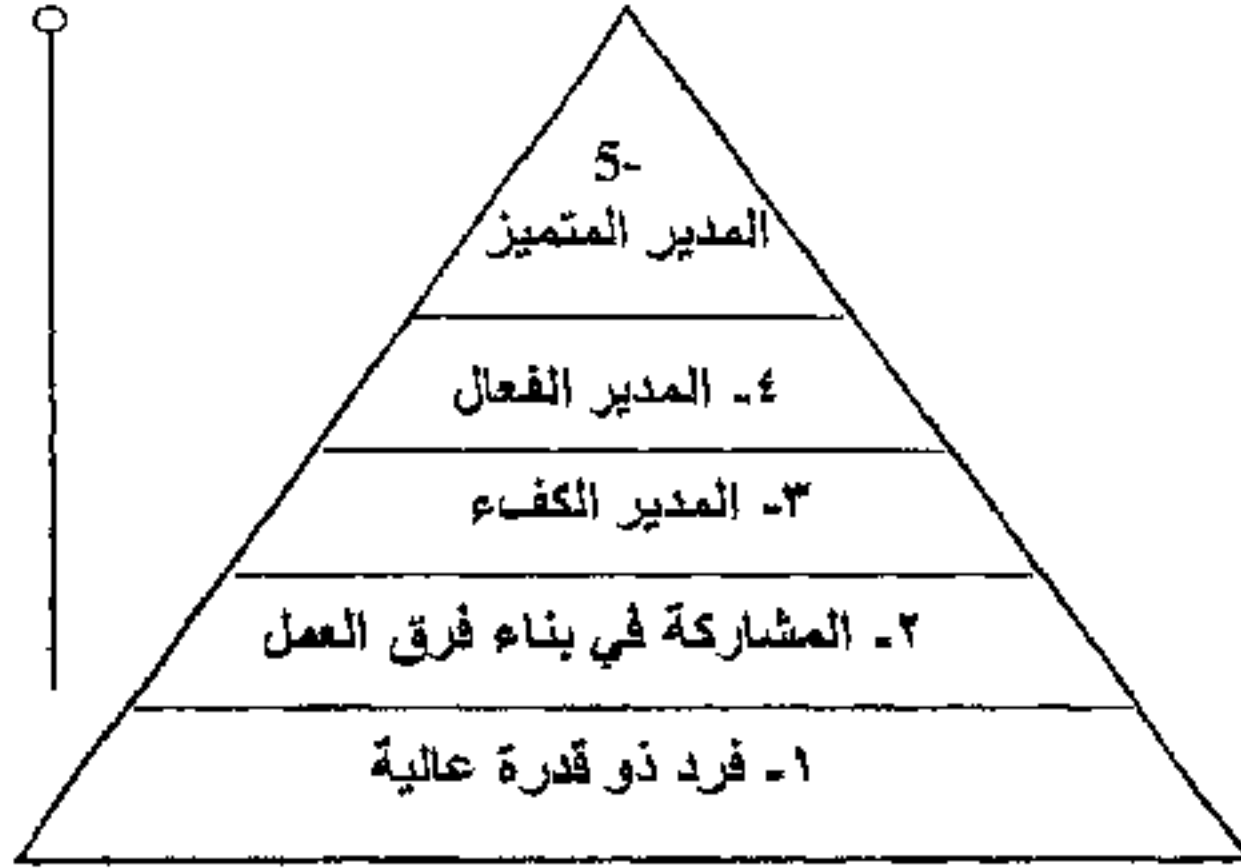 5-
المدير المتميز
٤- المدير الفعال
٣- المدير الكفء
٢- المشاركة في بناء فرق العمل
١- فرد ذو قدرة عالية